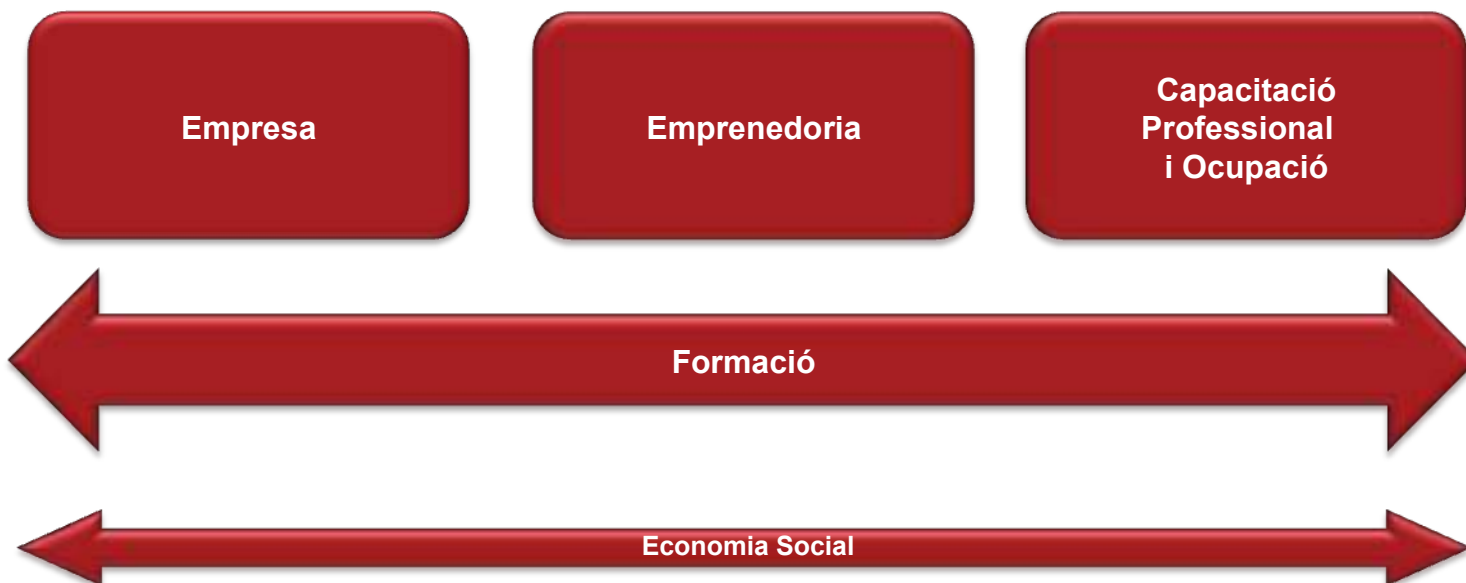 Empresa
Emprenedoria
Capacitació
Professional
i Ocupació
Formació
Economia Social